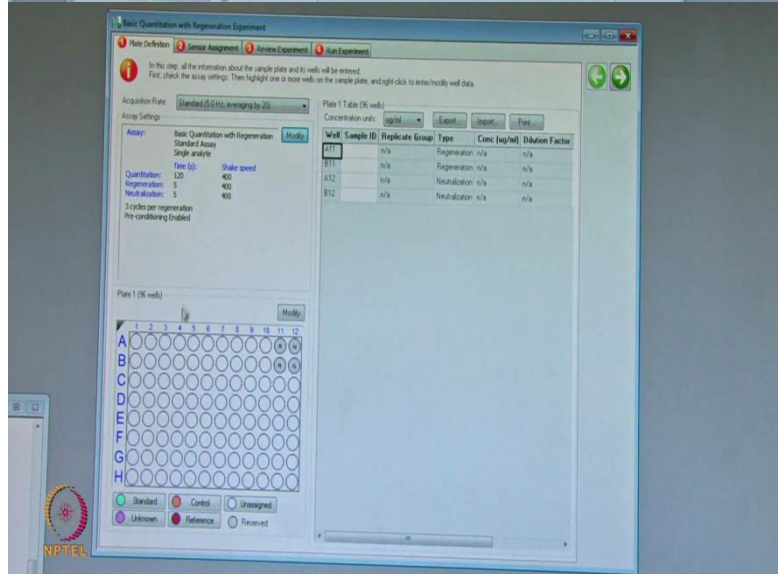 Basic Quantitation with Regeneration Experiment
1 Plate Definition 2 Sensor Assignment 3 Review Experiment 4 Run Experiment
In this step, all the information about the sample plate and its wells will be entered.
First, check the assay settings. Then highlight one or more wells on the sample plate, and right-click to enter/modify well data.
Acquisition Rate Standard (5.0 Hz, averaging by 20)
Assay Settings
Assay: Basic Quantitation with Regeneration Modify
Standard Assay
Single analyte
Time (s): Shake speed
Quantitation: 120 400
Regeneration: 5 400
Neutralization: 5 400
3 cycles per regeneration
Pre-conditioning Enabled
Plate 1 Table (96 wells)
Concentration units: ug/ml Export... Import... Print...
Well Sample ID Replicate Group Type Conc (ug/ml) Dilution Factor
A11 n/a Regeneration n/a n/a
B11 n/a Regeneration n/a n/a
A12 n/a Neutralization n/a n/a
B12 n/a Neutralization n/a n/a
Plate 1 (96 wells)
Modify
1 2 3 4 5 6 7 8 9 10 11 12
A R N
B R N
C
D
E
F
G
H
Standard Control Unassigned
Unknown Reference Reserved
NPTEL